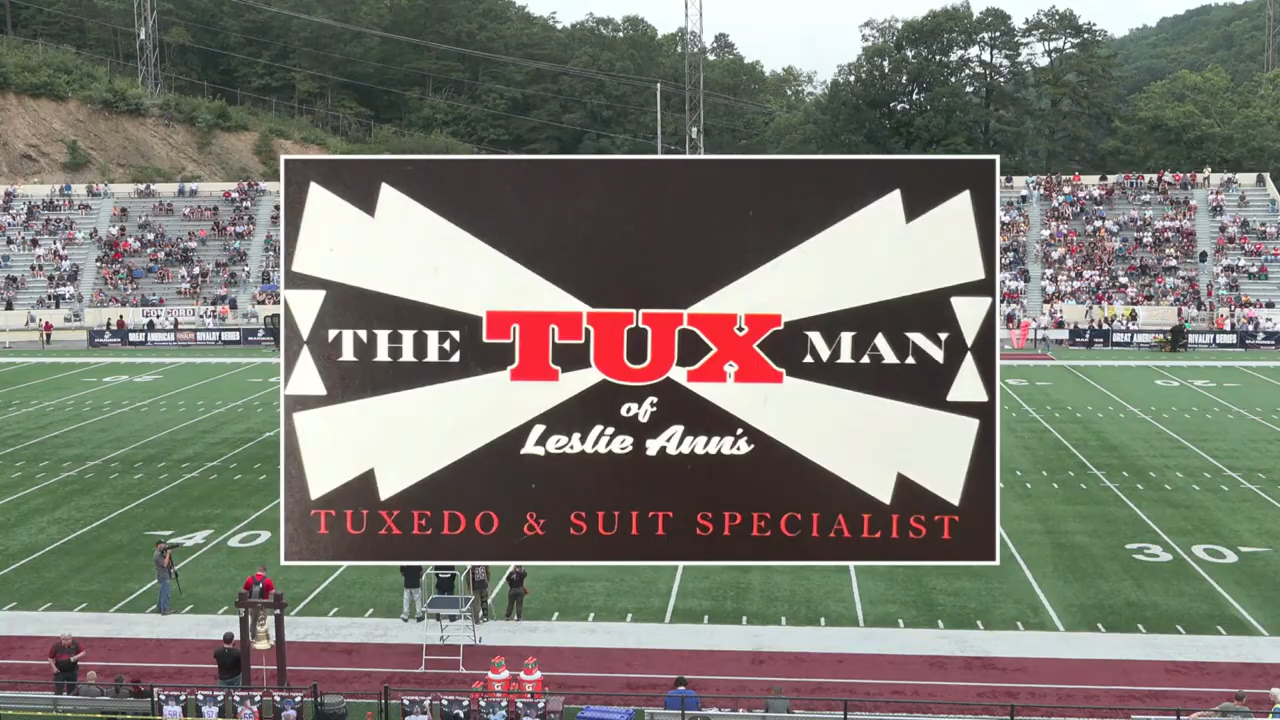 THE TUX MAN
of
Leslie Ann's
TUXEDO & SUIT SPECIALIST
CONCORD
GREAT AMERICAN RIVALRY SERIES
GREAT AMERICAN RIVALRY SERIES
40
30